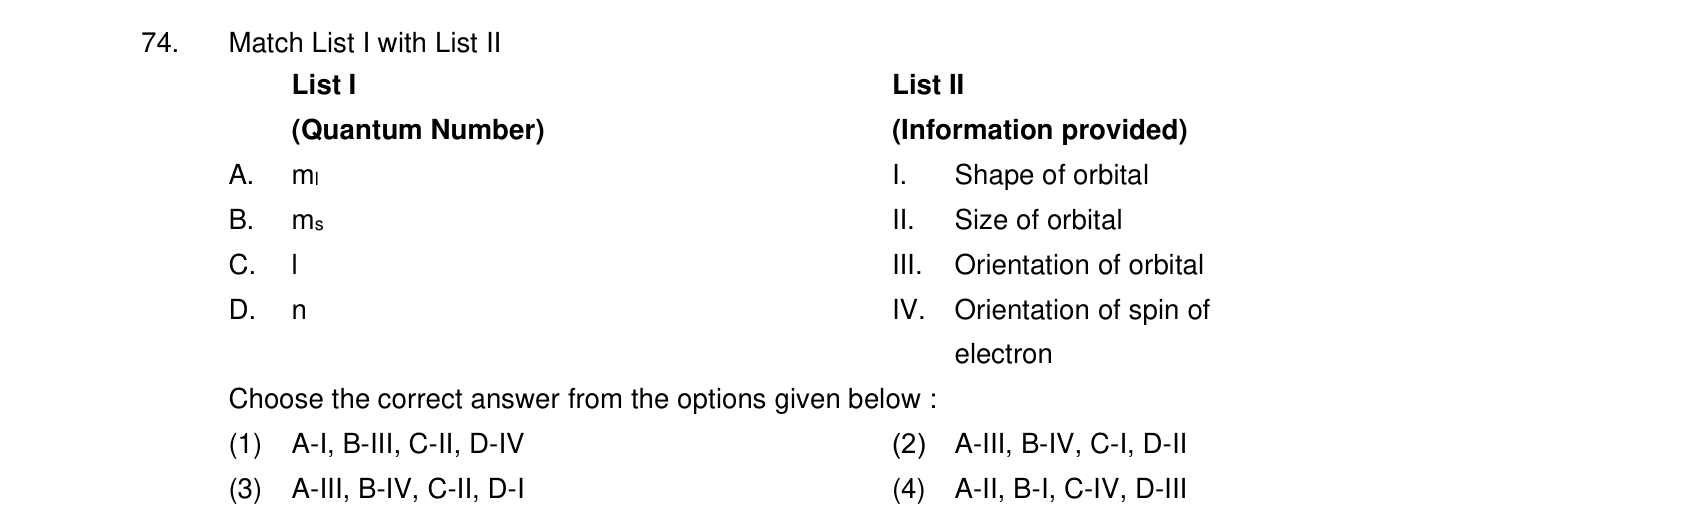 74. Match List I with List II
List I List II
(Quantum Number) (Information provided)
A. ml I. Shape of orbital
B. ms II. Size of orbital
C. l III. Orientation of orbital
D. n IV. Orientation of spin of
electron
Choose the correct answer from the options given below :
(1) A-I, B-III, C-II, D-IV (2) A-III, B-IV, C-I, D-II
(3) A-III, B-IV, C-II, D-I (4) A-II, B-I, C-IV, D-III